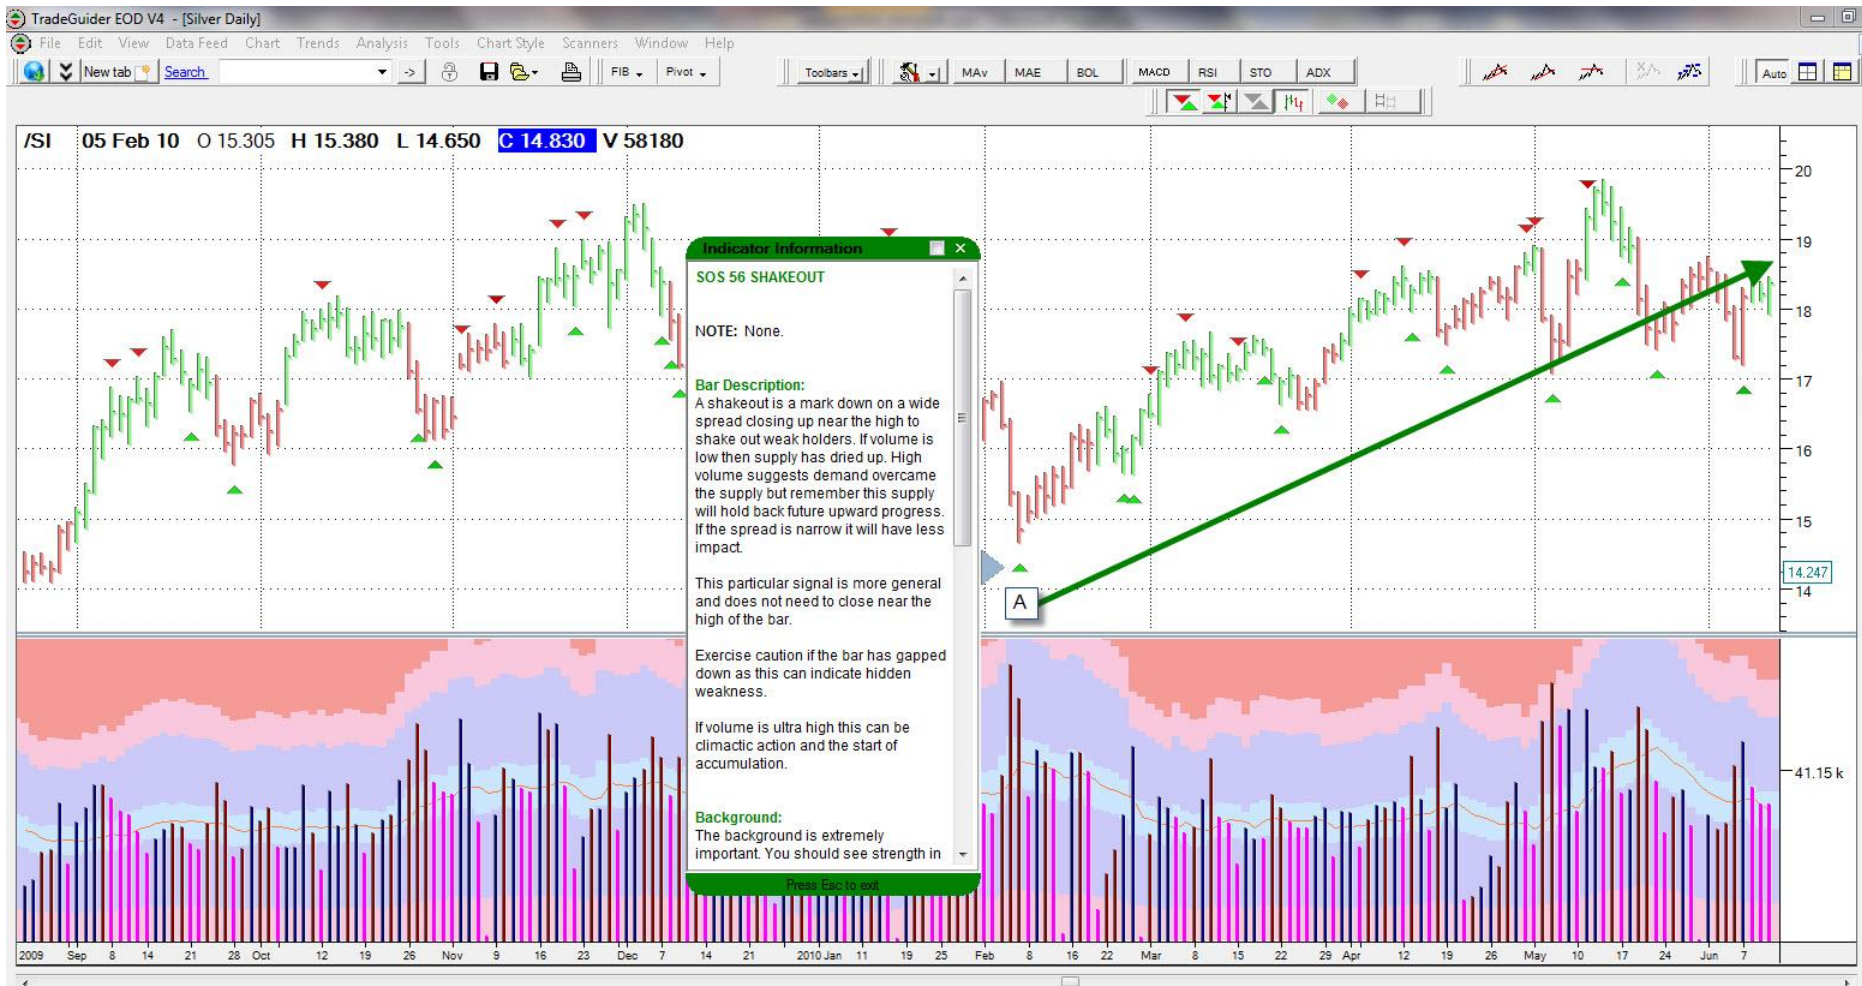 TradeGuider EOD V4 - [Silver Daily]
File Edit View Data Feed Chart Trends Analysis Tools Chart Style Scanners Window Help
New tab Search -> FIB Pivot Toolbars MAv MAE BOL MACD RSI STO ADX Auto
/SI 05 Feb 10 O 15.305 H 15.380 L 14.650 C 14.830 V 58180
20
19
18
17
16
15
14.247
14
Indicator Information
SOS 56 SHAKEOUT
NOTE: None.
Bar Description:
A shakeout is a mark down on a wide
spread closing up near the high to
shake out weak holders. If volume is
low then supply has dried up. High
volume suggests demand overcame
the supply but remember this supply
will hold back future upward progress.
If the spread is narrow it will have less
impact.
This particular signal is more general
and does not need to close near the
high of the bar.
Exercise caution if the bar has gapped
down as this can indicate hidden
weakness.
If volume is ultra high this can be
climactic action and the start of
accumulation.
Background:
The background is extremely
important. You should see strength in
Press Esc to exit
A
41.15 k
2009 Sep 8 14 21 28 Oct 12 19 26 Nov 9 16 23 Dec 7 14 21 2010 Jan 11 19 25 Feb 8 16 22 Mar 8 15 22 29 Apr 12 19 26 May 10 17 24 Jun 7